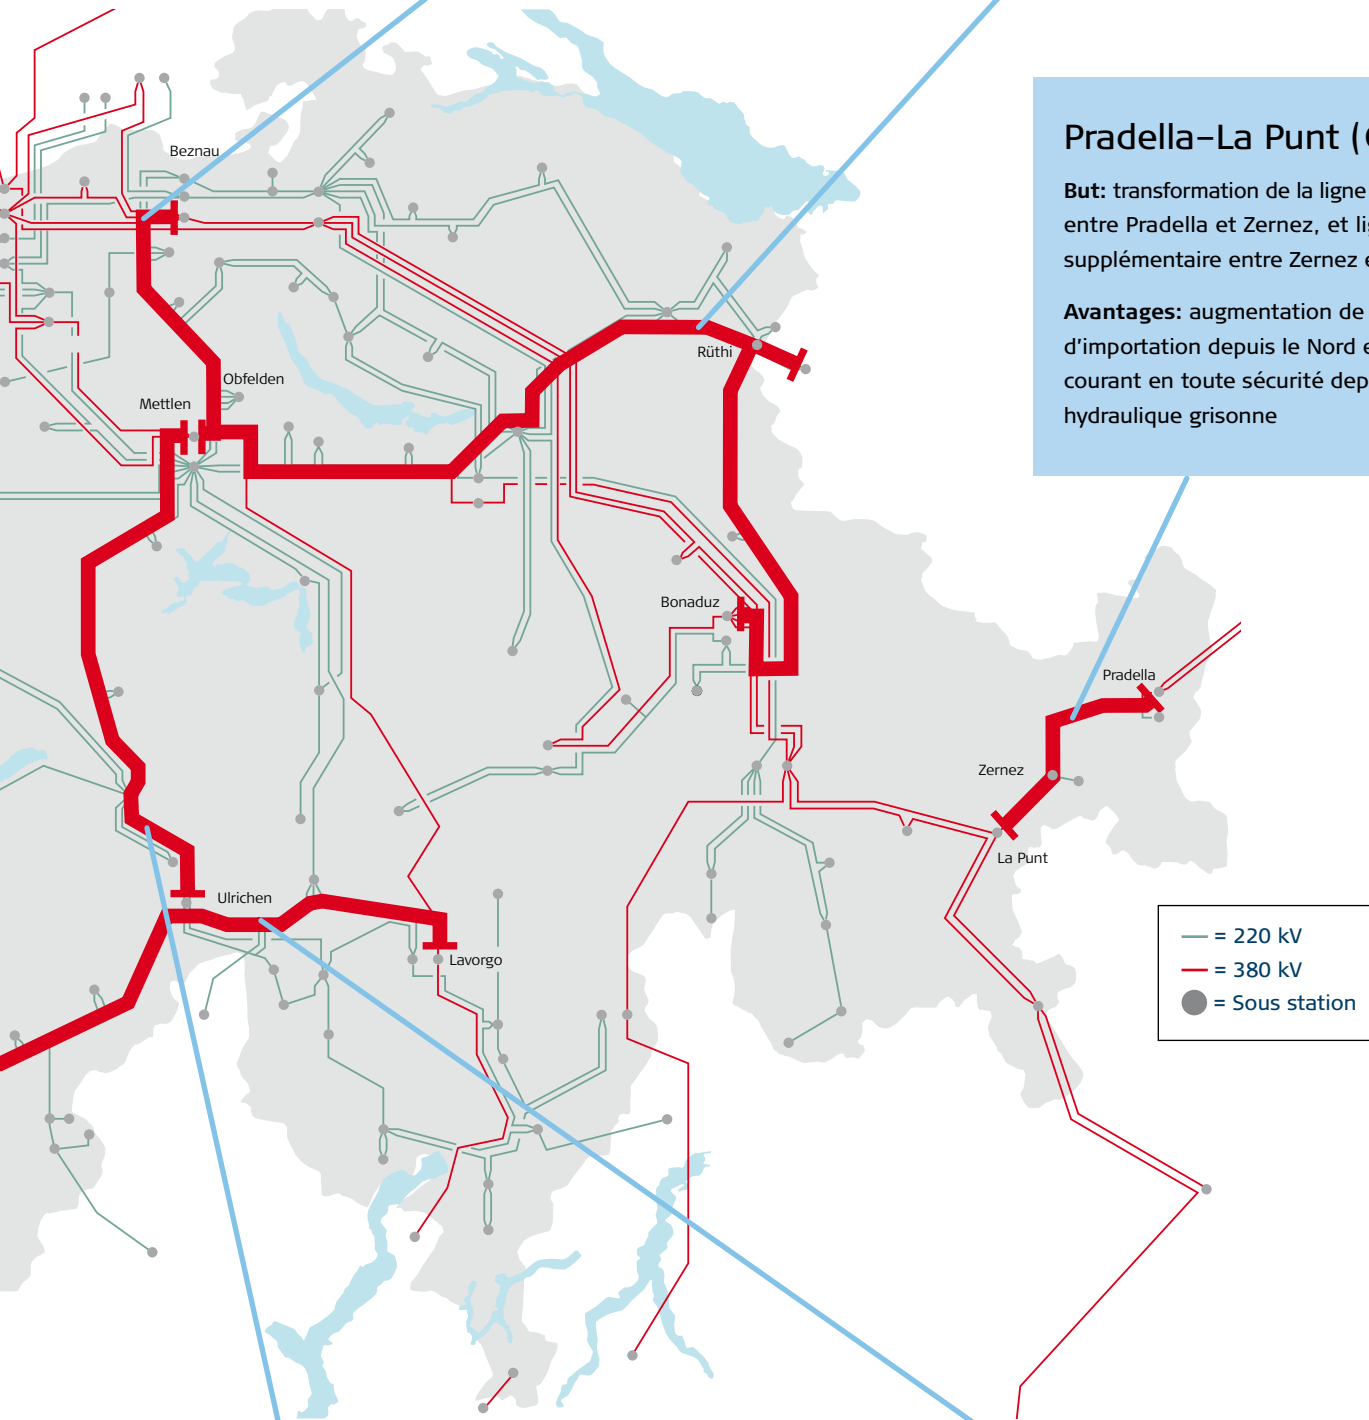 Beznau
Pradella–La Punt (
But: transformation de la ligne
entre Pradella et Zernez, et
supplémentaire entre Zernez
Avantages: augmentation de
d'importation depuis le Nord
courant en toute sécurité
hydraulique grisonne
Rüthi
Obfelden
Mettlen
Bonaduz
Pradella
Zernez
La Punt
Ulrichen
Lavorgo
= 220 kV
= 380 kV
= Sous station